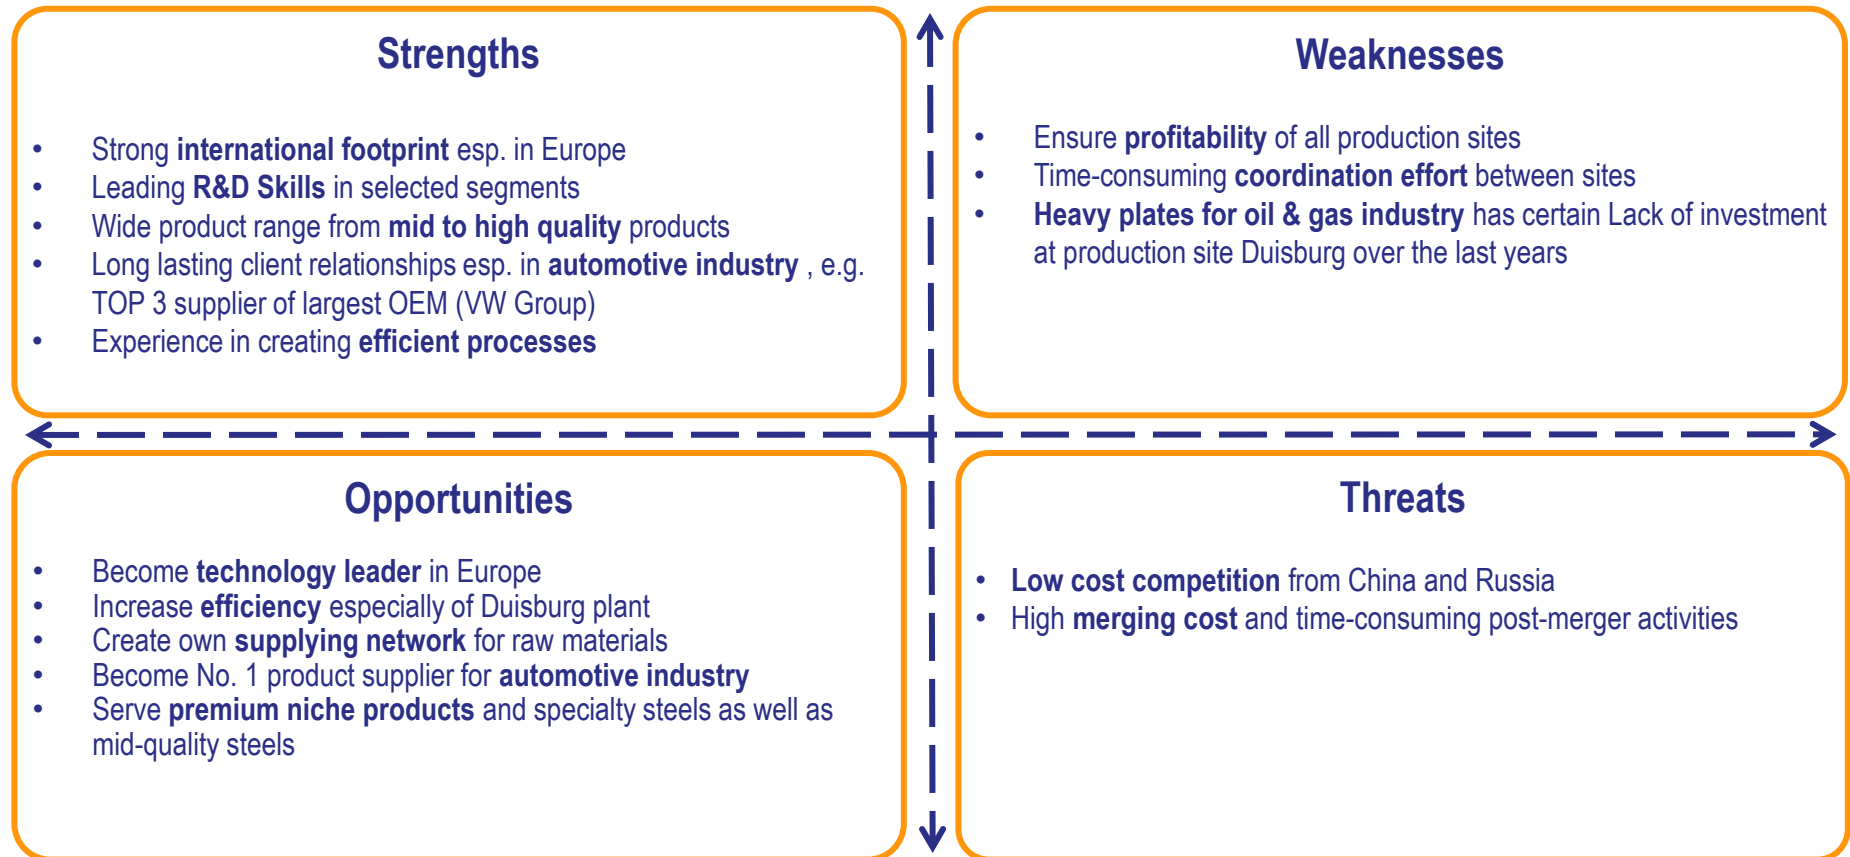 Strengths
• Strong international footprint esp. in Europe
• Leading R&D Skills in selected segments
• Wide product range from mid to high quality products
• Long lasting client relationships esp. in automotive industry , e.g.
TOP 3 supplier of largest OEM (VW Group)
• Experience in creating efficient processes
Weaknesses
• Ensure profitability of all production sites
• Time-consuming coordination effort between sites
• Heavy plates for oil & gas industry has certain Lack of investment
at production site Duisburg over the last years
Opportunities
• Become technology leader in Europe
• Increase efficiency especially of Duisburg plant
• Create own supplying network for raw materials
• Become No. 1 product supplier for automotive industry
• Serve premium niche products and specialty steels as well as
mid-quality steels
Threats
• Low cost competition from China and Russia
• High merging cost and time-consuming post-merger activities